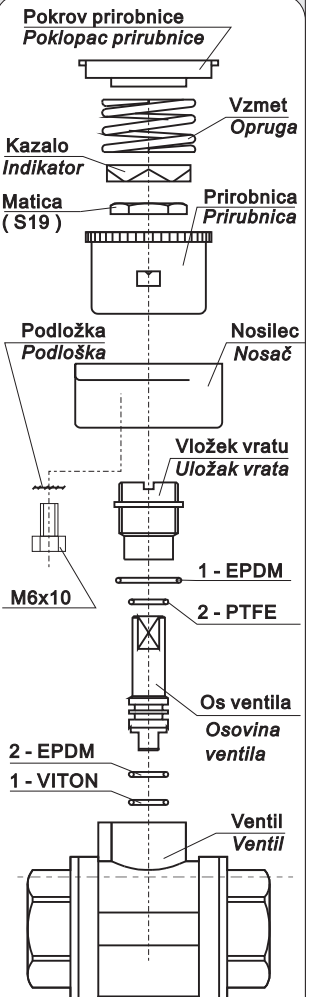 Pokrov prirobnice
Poklopac prirubnice
Vzmet
Opruga
Kazalo
Indikator
Matica
( S19 )
Prirobnica
Prirubnica
Podložka
Podloška
Nosilec
Nosač
Vložek vratu
Uložak vrata
1 - EPDM
M6x10
2 - PTFE
Os ventila
Osovina
ventila
2 - EPDM
1 - VITON
Ventil
Ventil